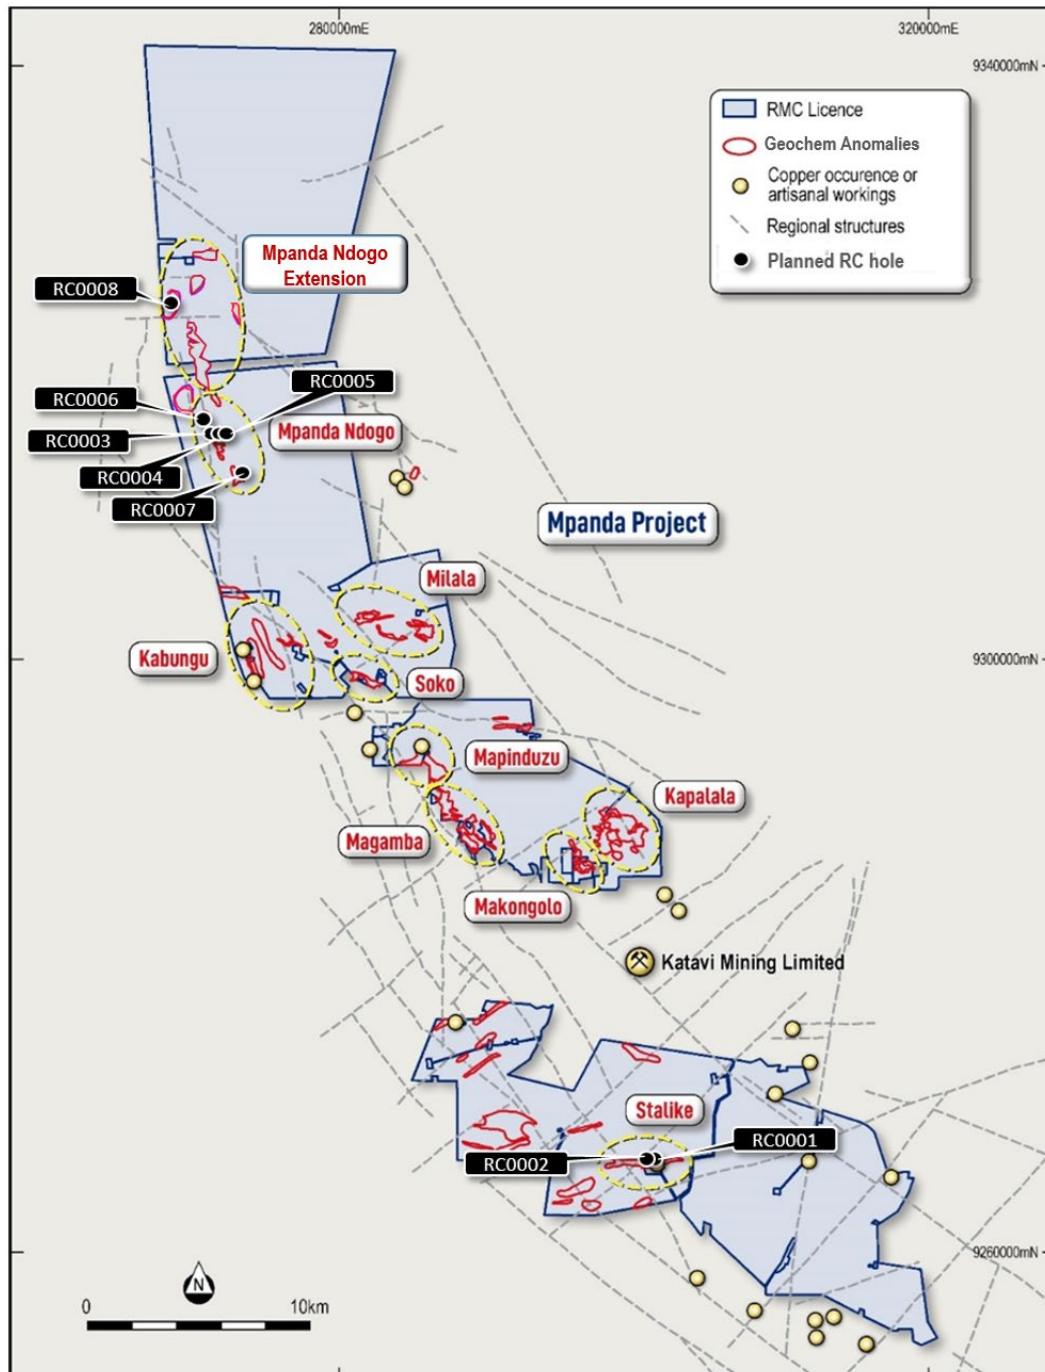 280000mE
320000mE
9340000mN
RMC Licence
Geochem Anomalies
Copper occurence or
artisanal workings
Regional structures
Planned RC hole
Mpanda Ndogo
Extension
RC0008
RC0005
RC0006
RC0003
Mpanda Ndogo
RC0004
RC0007
Mpanda Project
Milala
Kabungu
9300000mN
Soko
Mapinduzu
Kapalala
Magamba
Makongolo
Katavi Mining Limited
Stalike
RC0001
RC0002
9260000mN
N
0
10km